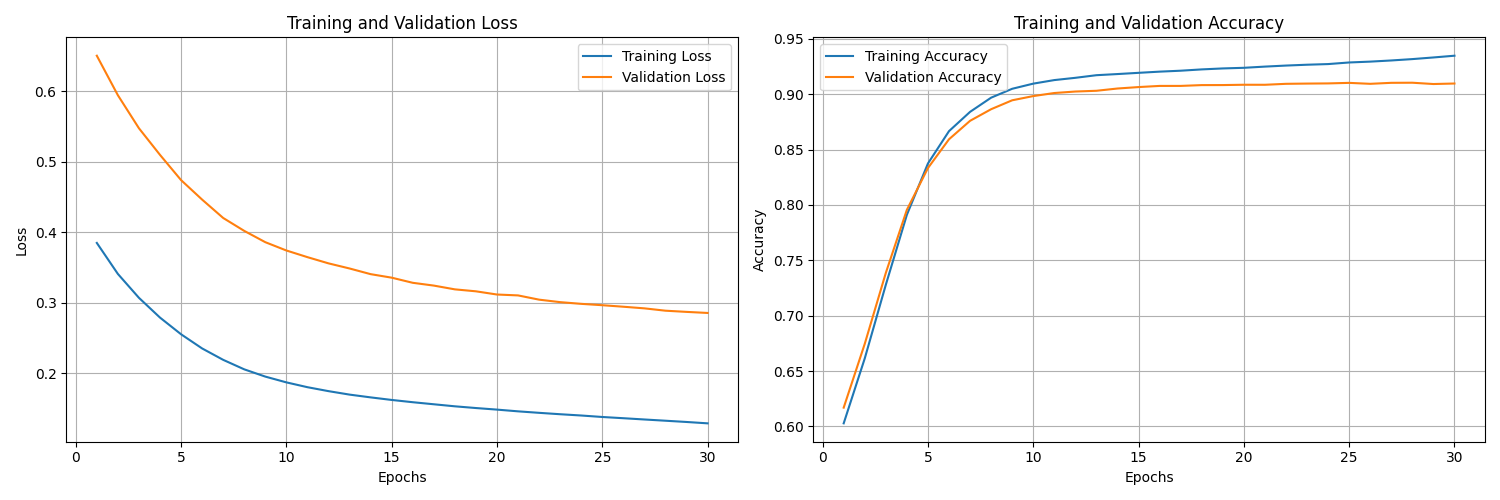 Training and Validation Loss
Training Loss
Validation Loss
0.6
0.5
0.4
0.3
0.2
Loss
0
5
10
15
20
25
30
Epochs
Training and Validation Accuracy
Training Accuracy
Validation Accuracy
0.95
0.90
0.85
0.80
0.75
0.70
0.65
0.60
Accuracy
0
5
10
15
20
25
30
Epochs